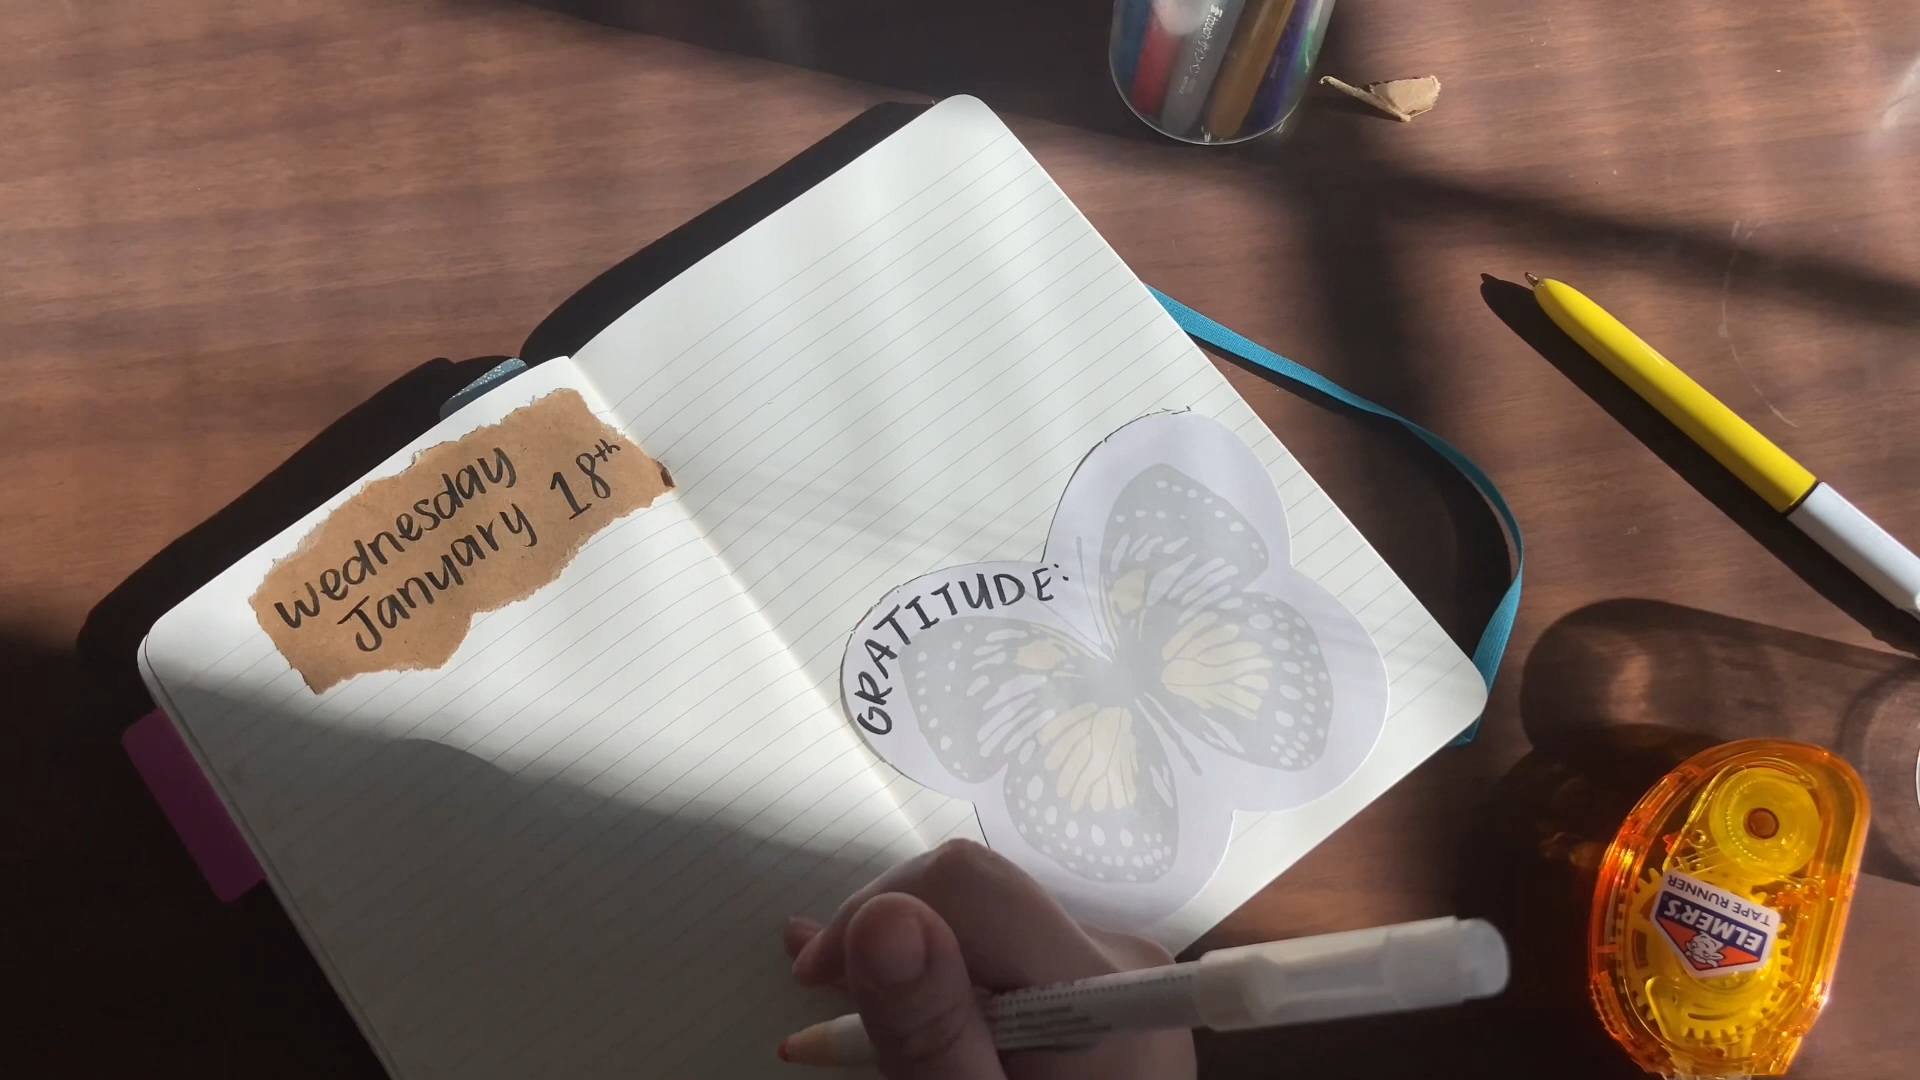 Wednesday
January 18th
GRATITUDE:
ELMER'S
TAPE RUNNER